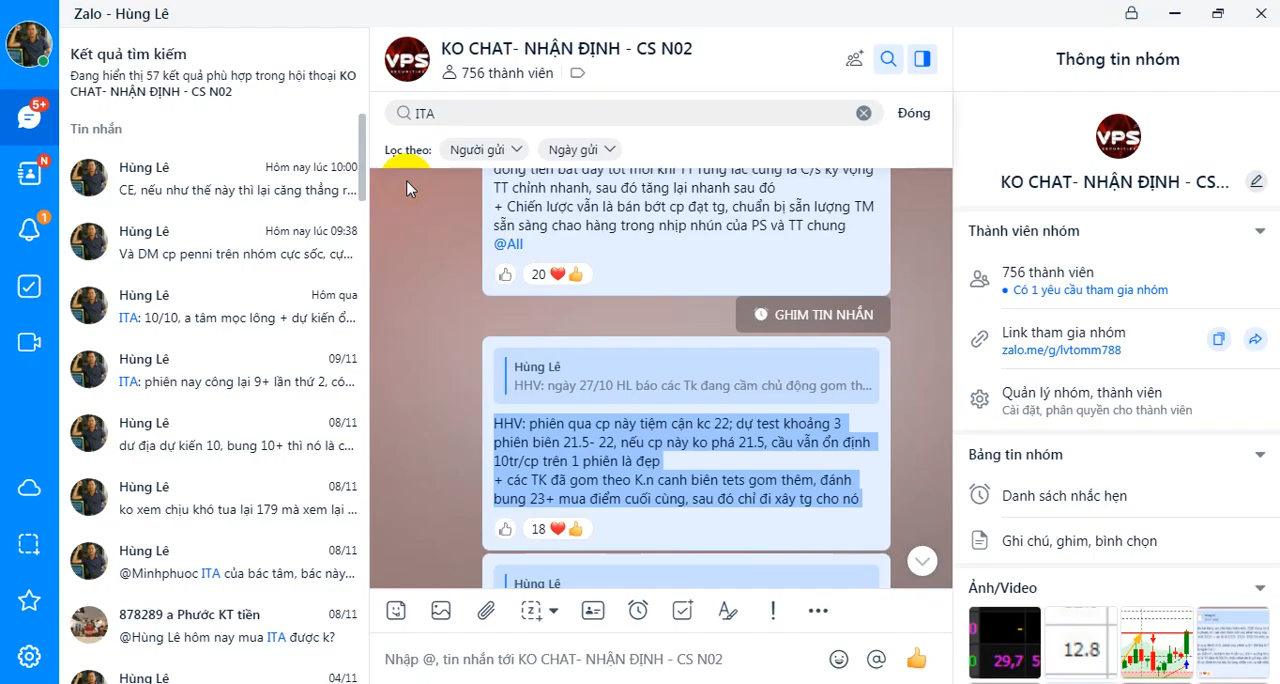 Zalo - Hùng Lê
Kết quả tìm kiếm
Đang hiển thị 57 kết quả phù hợp trong hội thoại KO
CHAT- NHẬN ĐỊNH - CS N02
Tin nhắn
5+
N
1
Hùng Lê
Hôm nay lúc 10:00
CE, nếu như thế này thì lại căng thẳng r...
Hùng Lê
Hôm nay lúc 09:38
Và DM cp penni trên nhóm cực sốc, cự...
Hùng Lê
Hôm qua
ITA: 10/10, a tâm mọc lông + dự kiến ổ...
Hùng Lê
09/11
ITA: phiên nay công lại 9+ lần thứ 2, có...
Hùng Lê
08/11
dư địa dự kiến 10, bung 10+ thì nó là c...
Hùng Lê
08/11
ko xem chịu khó tua lại 179 mà xem lại ...
Hùng Lê
08/11
@Minhphuoc ITA của bác tâm, bác này...
878289 a Phước KT tiền
08/11
@Hùng Lê hôm nay mua ITA được k?
Hùng Lê
04/11
VPS
SECURITIES
KO CHAT- NHẬN ĐỊNH - CS N02
756 thành viên
ITA
Đóng
Lọc theo:
Người gửi
Ngày gửi
dòng tiền bắt đáy tốt mỗi khi TT rung lắc cũng là C/s kỳ vọng
TT chỉnh nhanh, sau đó tăng lại nhanh sau đó
+ Chiến lược vẫn là bán bớt cp đạt tg, chuẩn bị sẵn lượng TM
sẵn sàng chao hàng trong nhịp nhún của PS và TT chung
@All
20
GHIM TIN NHẮN
Hùng Lê
HHV: ngày 27/10 HL báo các Tk đang cầm chủ động gom th...
HHV: phiên qua cp này tiệm cận kc 22; dự test khoảng 3
phiên biên 21.5- 22, nếu cp này ko phá 21.5, cầu vẫn ổn định
10tr/cp trên 1 phiên là đẹp
+ các TK đã gom theo K.n canh biên tets gom thêm, đánh
bung 23+ mua điểm cuối cùng, sau đó chỉ đi xây tg cho nó
18
Hùng Lê
Nhập @, tin nhắn tới KO CHAT- NHẬN ĐỊNH - CS N02
Thông tin nhóm
VPS
SECURITIES
KO CHAT- NHẬN ĐỊNH - CS...
Thành viên nhóm
756 thành viên
Có 1 yêu cầu tham gia nhóm
Link tham gia nhóm
zalo.me/g/lvtomm788
Quản lý nhóm, thành viên
Cài đặt, phân quyền cho thành viên
Bảng tin nhóm
Danh sách nhắc hẹn
Ghi chú, ghim, bình chọn
Ảnh/Video
29,7
12.8